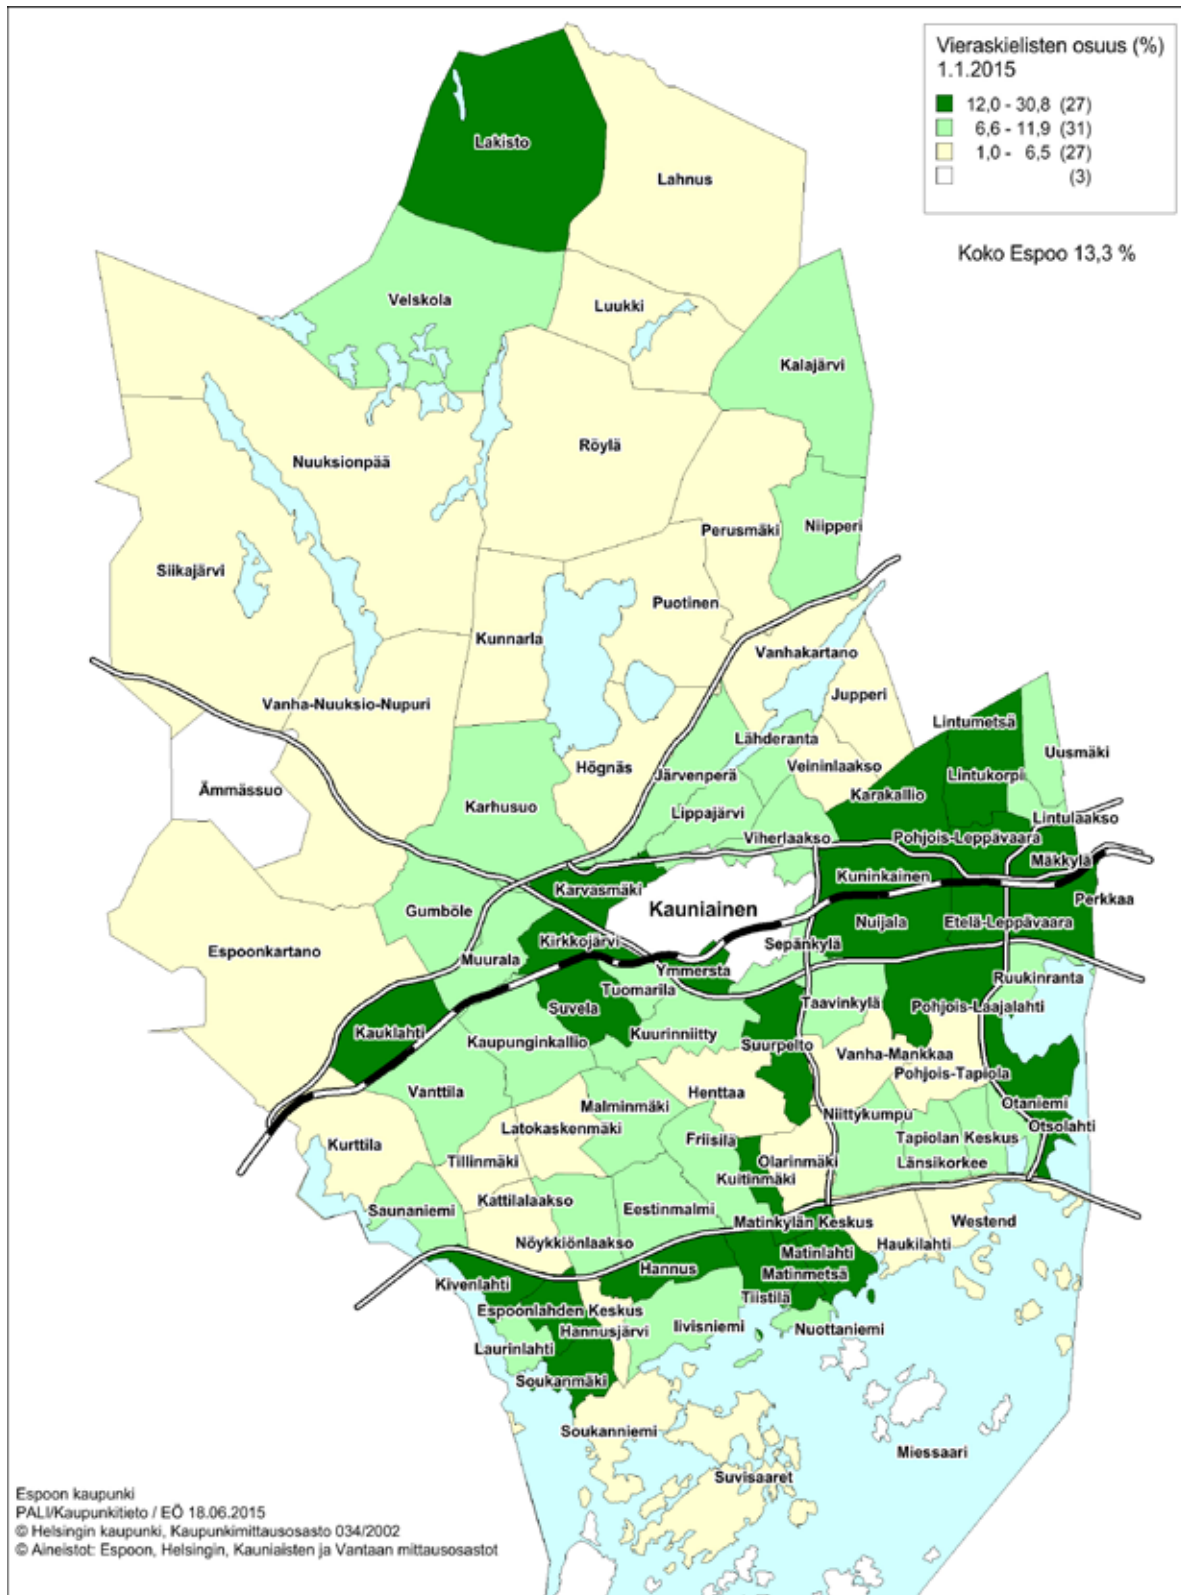 Vieraskielisten osuus (%)
1.1.2015
12,0 - 30,8 (27)
6,6 - 11,9 (31)
1,0 - 6,5 (27)
(3)
Koko Espoo 13,3 %
Lakisto
Lahnus
Velskola
Luukki
Kalajärvi
Röylä
Nuuksionpää
Niipperi
Perusmäki
Siikajärvi
Puotinen
Kunnarla
Vanhakartano
Jupperi
Vanha-Nuuksio-Nupuri
Lintumetsä
Lähderanta
Uusmäki
Högnäs
Veininlaakso
Järvenperä
Lintukorpi
Ämmässuo
Karakallio
Karhusuo
Lippajärvi
Lintulaakso
Viherlaakso
Pohjois-Leppävaara
Mäkkylä
Kuninkainen
Karvasmäki
Perkkaa
Kauniainen
Gumböle
Nuijala
Etelä-Leppävaara
Kirkkojärvi
Sepänkylä
Espoonkartano
Muurala
Ymmersta
Ruukinranta
Tuomarila
Taavinkylä
Suvela
Pohjois-Laajalahti
Kauklahti
Kuurinniitty
Kaupunginkallio
Suurpelto
Vanha-Mankkaa
Pohjois-Tapiola
Vanttila
Henttaa
Malminmäki
Otaniemi
Niittykumpu
Latokaskenmäki
Otsolahti
Kurttila
Friisilä
Tapiolan Keskus
Tillinmäki
Olarinmäki
Länsikorkee
Kuitinmäki
Kattilalaakso
Saunaniemi
Eestinmalmi
Matinkylän Keskus
Westend
Nöykkiönlaakso
Haukilahti
Matinlahti
Hannus
Matinmetsä
Kivenlahti
Tiistilä
Espoonlahden Keskus
Iivisniemi
Hannusjärvi
Nuottaniemi
Laurinlahti
Soukanmäki
Soukanniemi
Miessaari
Suvisaaret
Espoon kaupunki
PALI/Kaupunkitieto / EÖ 18.06.2015
© Helsingin kaupunki, Kaupunkimittausosasto 034/2002
© Aineistot: Espoon, Helsingin, Kauniaisten ja Vantaan mittausosastot